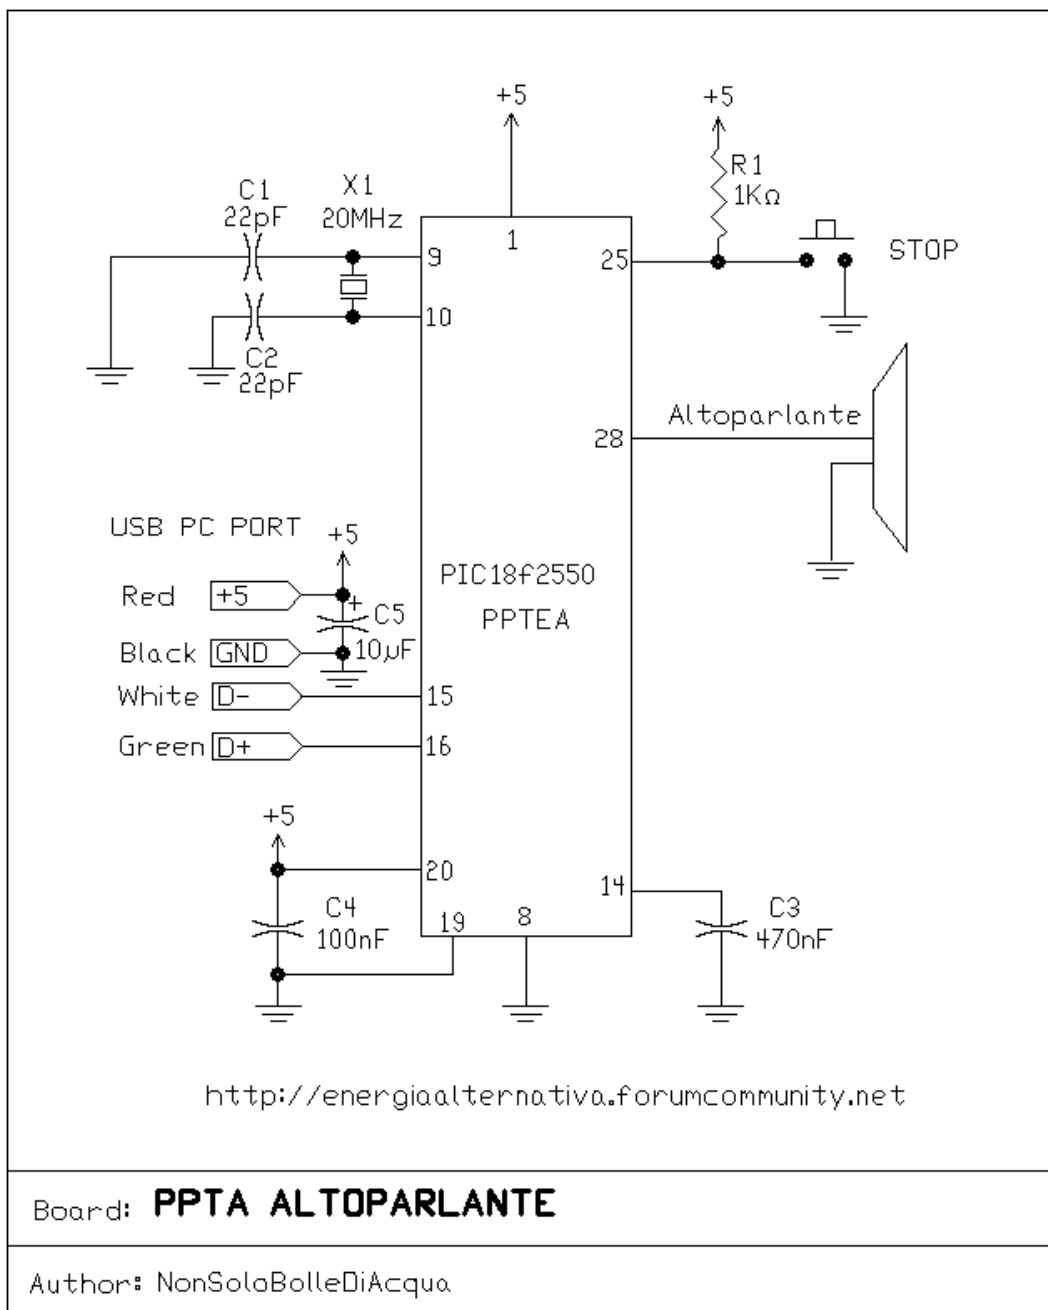 +5
+5
R1
1KΩ
C1
22pF
X1
20MHz
1
9
25
STOP
10
C2
22pF
Altoparlante
28
USB PC PORT
+5
PIC18f2550
PPTEA
Red +5
+
C5
10µF
Black GND
White D-
15
Green D+
16
+5
20
14
C4
100nF
19
8
C3
470nF
http://energiaalternativa.forumcommunity.net
Board: PPTA ALTOPARLANTE
Author: NonSoloBolleDiAcqua